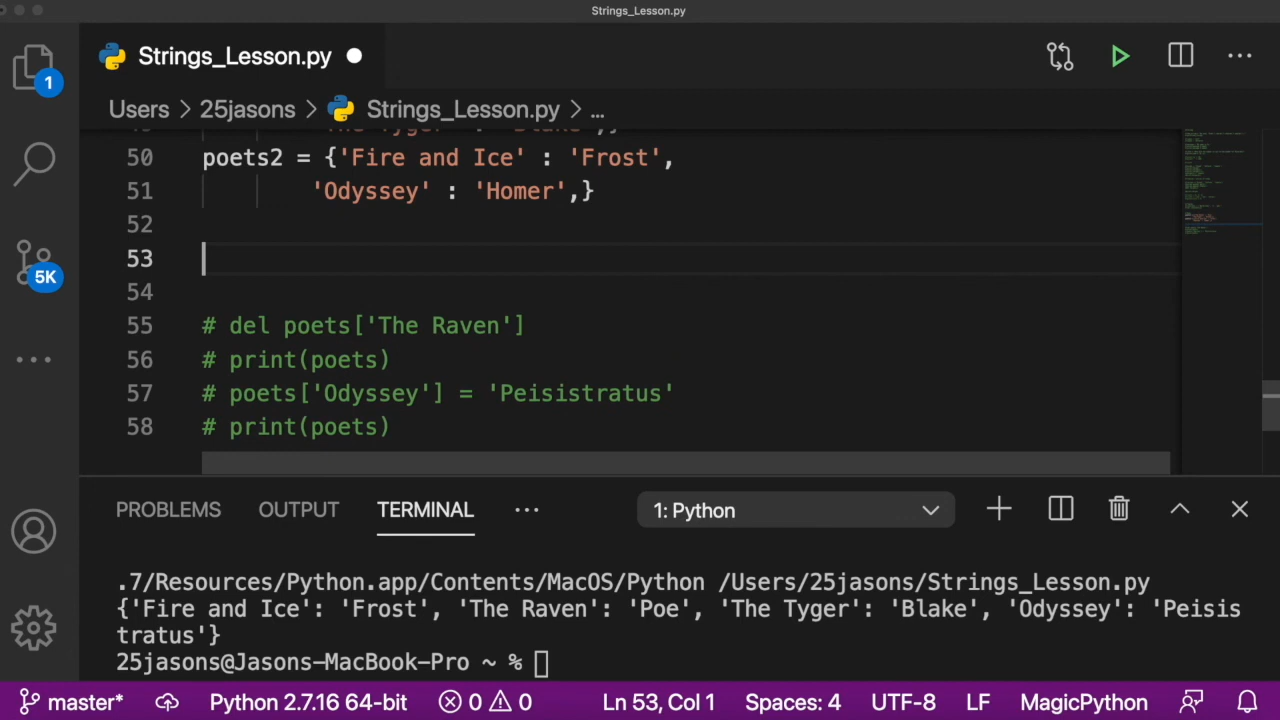 Strings_Lesson.py
1
Strings_Lesson.py
Users > 25jasons > Strings_Lesson.py > ...
50 poets2 = {'Fire and Ice' : 'Frost',
51 'Odyssey' : 'Homer',}
52
53
5K
54
55 # del poets['The Raven']
56 # print(poets)
57 # poets['Odyssey'] = 'Peisistratus'
58 # print(poets)
PROBLEMS OUTPUT TERMINAL ... 1: Python
.7/Resources/Python.app/Contents/MacOS/Python /Users/25jasons/Strings_Lesson.py
{'Fire and Ice': 'Frost', 'The Raven': 'Poe', 'The Tyger': 'Blake', 'Odyssey': 'Peisis
tratus'}
25jasons@Jasons-MacBook-Pro ~ %
master* Python 2.7.16 64-bit 0 0 Ln 53, Col 1 Spaces: 4 UTF-8 LF MagicPython